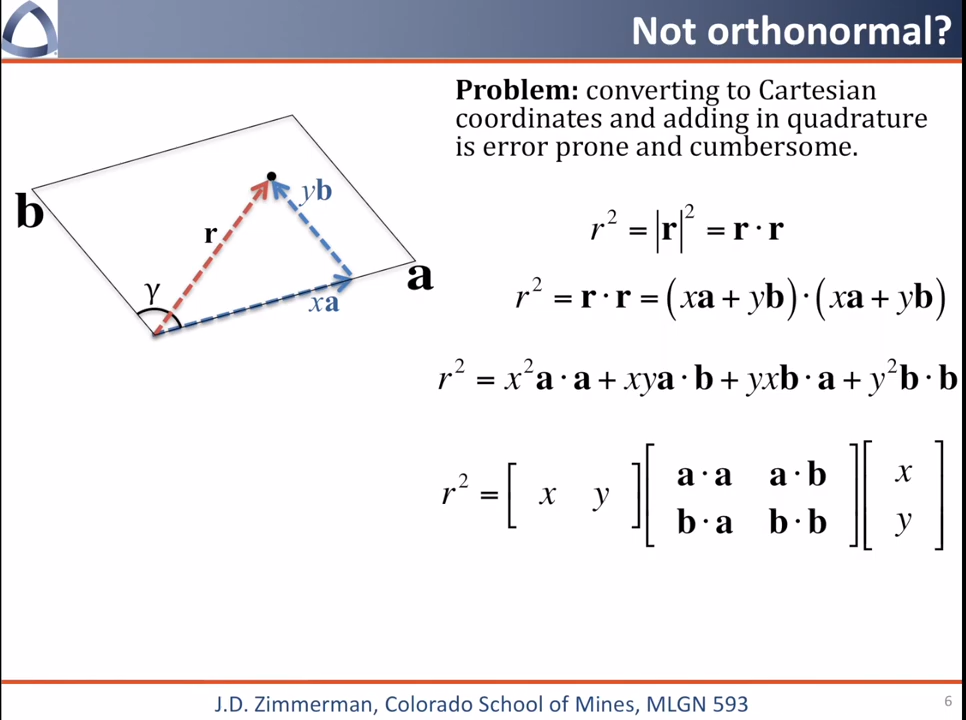 Not orthonormal?
Problem: converting to Cartesian
coordinates and adding in quadrature
is error prone and cumbersome.
b
yb
r
a
γ
xa
r² = |r|² = r · r
r² = r · r = (xa + yb) · (xa + yb)
r² = x²a · a + xya · b + yxb · a + y²b · b
r² = [ x y ] [ a · a a · b ] [ x ]
[ b · a b · b ] [ y ]
J.D. Zimmerman, Colorado School of Mines, MLGN 593
6